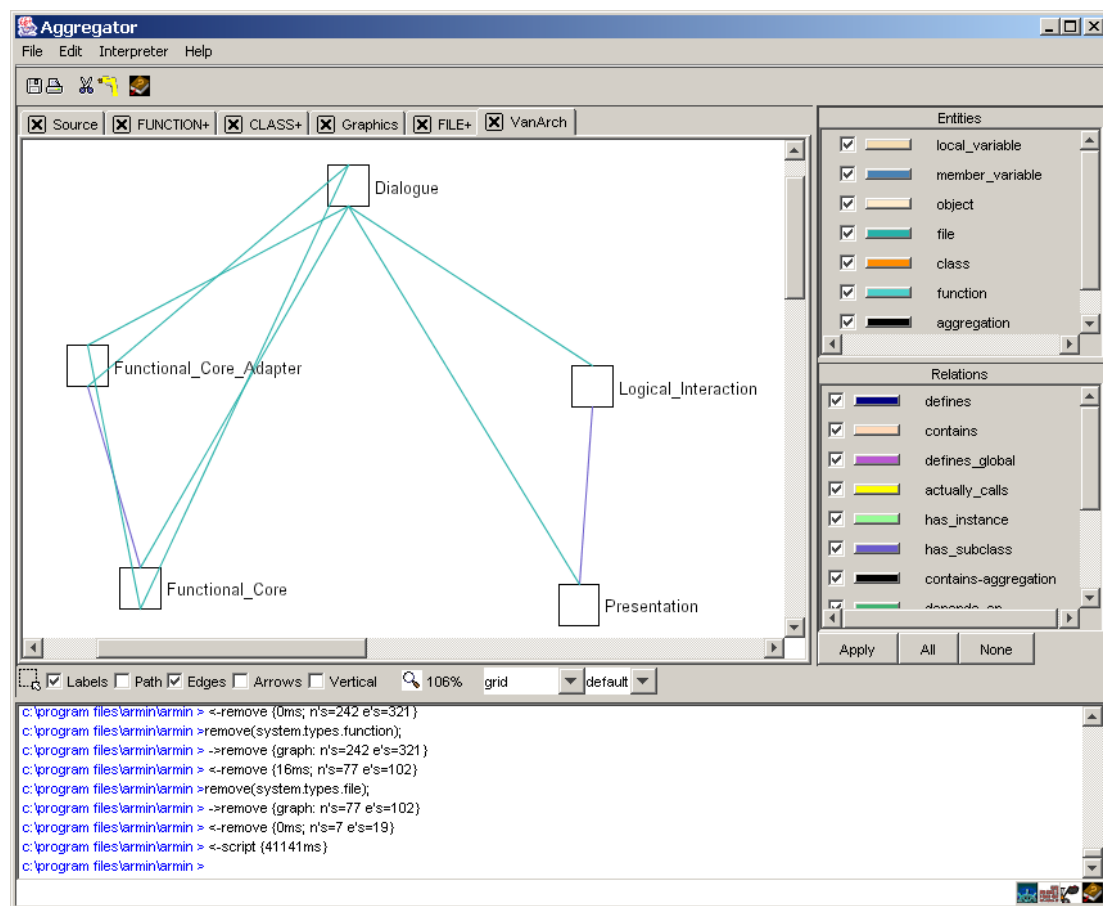 Aggregator
File Edit Interpreter Help
Source FUNCTION+ CLASS+ Graphics FILE+ VanArch
Dialogue
Functional_Core_Adapter
Logical_Interaction
Functional_Core
Presentation
Entities
local_variable
member_variable
object
file
class
function
aggregation
Relations
defines
contains
defines_global
actually_calls
has_instance
has_subclass
contains-aggregation
depends_on
Apply All None
Labels Path Edges Arrows Vertical 106% grid default
c:\program files\armin\armin > <-remove {0ms; n's=242 e's=321}
c:\program files\armin\armin >remove(system.types.function);
c:\program files\armin\armin > ->remove {graph: n's=242 e's=321}
c:\program files\armin\armin > <-remove {16ms; n's=77 e's=102}
c:\program files\armin\armin >remove(system.types.file);
c:\program files\armin\armin > ->remove {graph: n's=77 e's=102}
c:\program files\armin\armin > <-remove {0ms; n's=7 e's=19}
c:\program files\armin\armin > <-script {41141ms}
c:\program files\armin\armin >